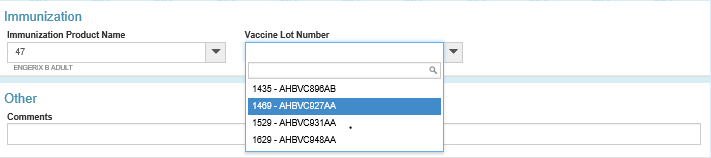 Immunization
Immunization Product Name Vaccine Lot Number
47
ENGERIX B ADULT
1435 - AHBVC896AB
1469 - AHBVC927AA
1529 - AHBVC931AA
1629 - AHBVC948AA
Other
Comments